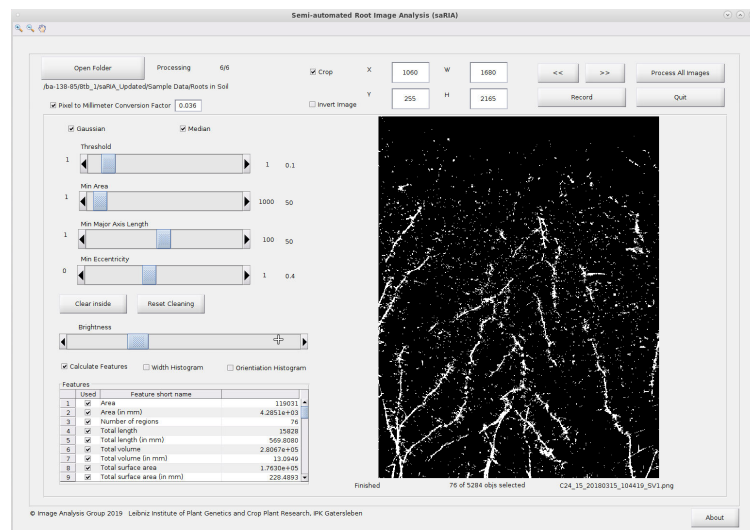 Semi-automated Root Image Analysis (saRIA)
Open Folder Processing 6/6
Crop X 1060 W 1680 << >> Process All Images
/ba-138-85/8tb_1/saRIA_Updated/Sample Data/Roots in Soil
Pixel to Millimeter Conversion Factor 0.036 Invert Image Y 255 H 2165 Record Quit
Gaussian Median
Threshold
1 1 0.1
Min Area
1 1000 50
Min Major Axis Length
1 100 50
Min Eccentricity
0 1 0.4
Clear inside Reset Cleaning
Brightness
Calculate Features Width Histogram Orientiation Histogram
Features
Used Feature short name
1 Area 119031
2 Area (in mm) 4.2851e+03
3 Number of regions 76
4 Total length 15828
5 Total length (in mm) 569.8080
6 Total volume 2.8067e+05
7 Total volume (in mm) 13.0949
8 Total surface area 1.7630e+05
9 Total surface area (in mm) 228.4893
Finished 76 of 5284 objs selected C24_1S_20180315_104419_SV1.png
© Image Analysis Group 2019 Leibniz Institute of Plant Genetics and Crop Plant Research, IPK Gatersleben
About